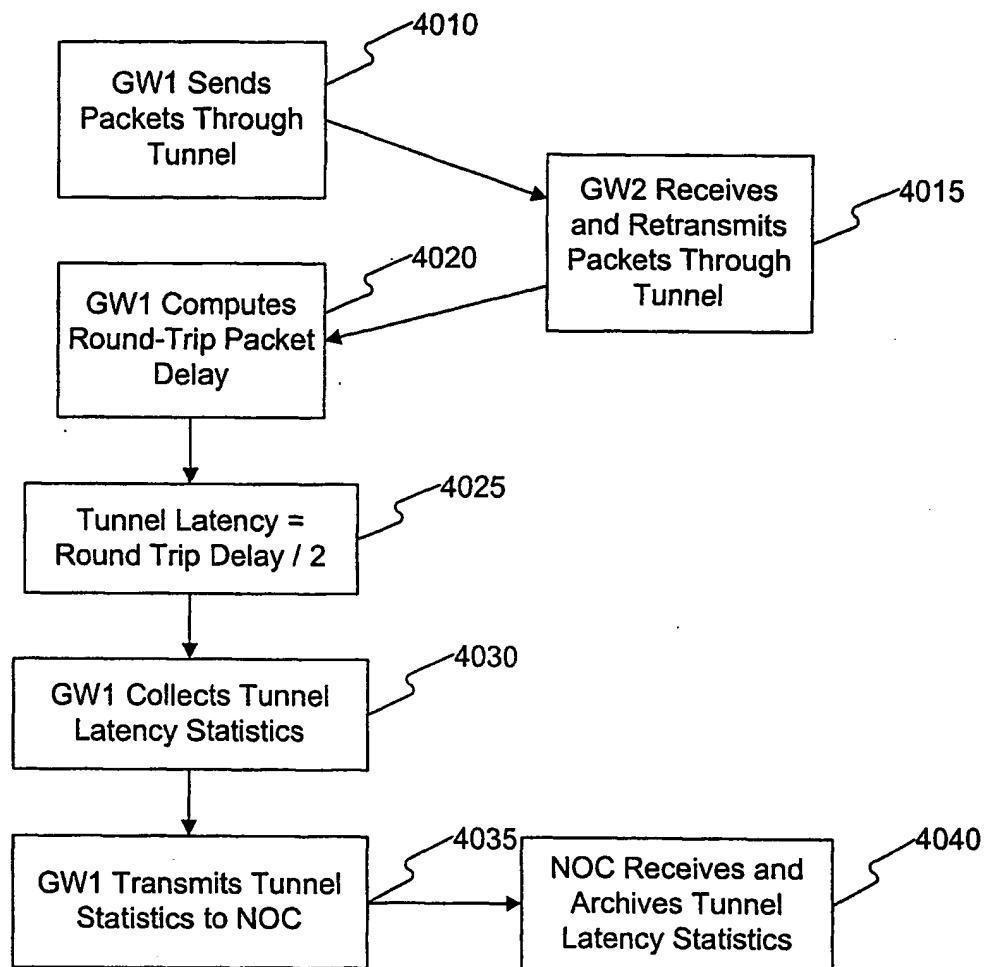 4010
GW1 Sends
Packets Through
Tunnel
GW2 Receives
and Retransmits
Packets Through
Tunnel
4015
4020
GW1 Computes
Round-Trip Packet
Delay
4025
Tunnel Latency =
Round Trip Delay / 2
4030
GW1 Collects Tunnel
Latency Statistics
4035
GW1 Transmits Tunnel
Statistics to NOC
4040
NOC Receives and
Archives Tunnel
Latency Statistics